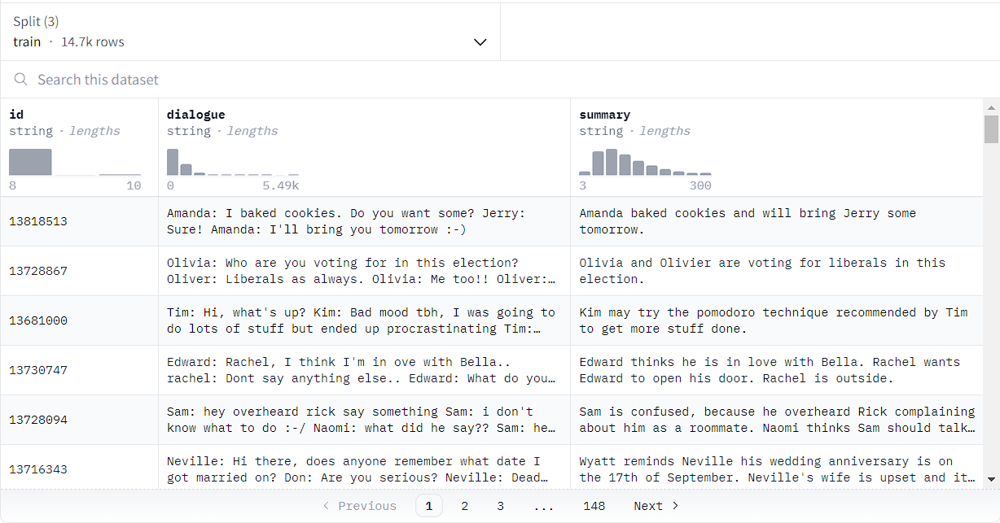 Split (3)
train · 14.7k rows
Search this dataset
id
string · lengths
8 10
dialogue
string · lengths
0 5.49k
summary
string · lengths
3 300
13818513
Amanda: I baked cookies. Do you want some? Jerry:
Sure! Amanda: I'll bring you tomorrow :-)
Amanda baked cookies and will bring Jerry some
tomorrow.
13728867
Olivia: Who are you voting for in this election?
Oliver: Liberals as always. Olivia: Me too!! Oliver:…
Olivia and Olivier are voting for liberals in this
election.
13681000
Tim: Hi, what's up? Kim: Bad mood tbh, I was going to
do lots of stuff but ended up procrastinating Tim:…
Kim may try the pomodoro technique recommended by Tim
to get more stuff done.
13730747
Edward: Rachel, I think I'm in ove with Bella..
rachel: Dont say anything else.. Edward: What do you…
Edward thinks he is in love with Bella. Rachel wants
Edward to open his door. Rachel is outside.
13728094
Sam: hey overheard rick say something Sam: i don't
know what to do :-/ Naomi: what did he say?? Sam: he…
Sam is confused, because he overheard Rick complaining
about him as a roommate. Naomi thinks Sam should talk…
13716343
Neville: Hi there, does anyone remember what date I
got married on? Don: Are you serious? Neville: Dead…
Wyatt reminds Neville his wedding anniversary is on
the 17th of September. Neville's wife is upset and it…
< Previous 1 2 3 ... 148 Next >